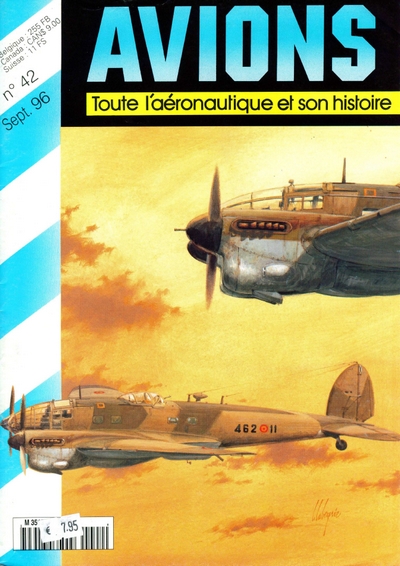 Belgique : 255 FB
Canada : CAN$ 9,00
Suisse : 11 FS
n° 42
Sept. 96
AVIONS
Toute l'aéronautique et son histoire
462 11
M 35
€ 7.95